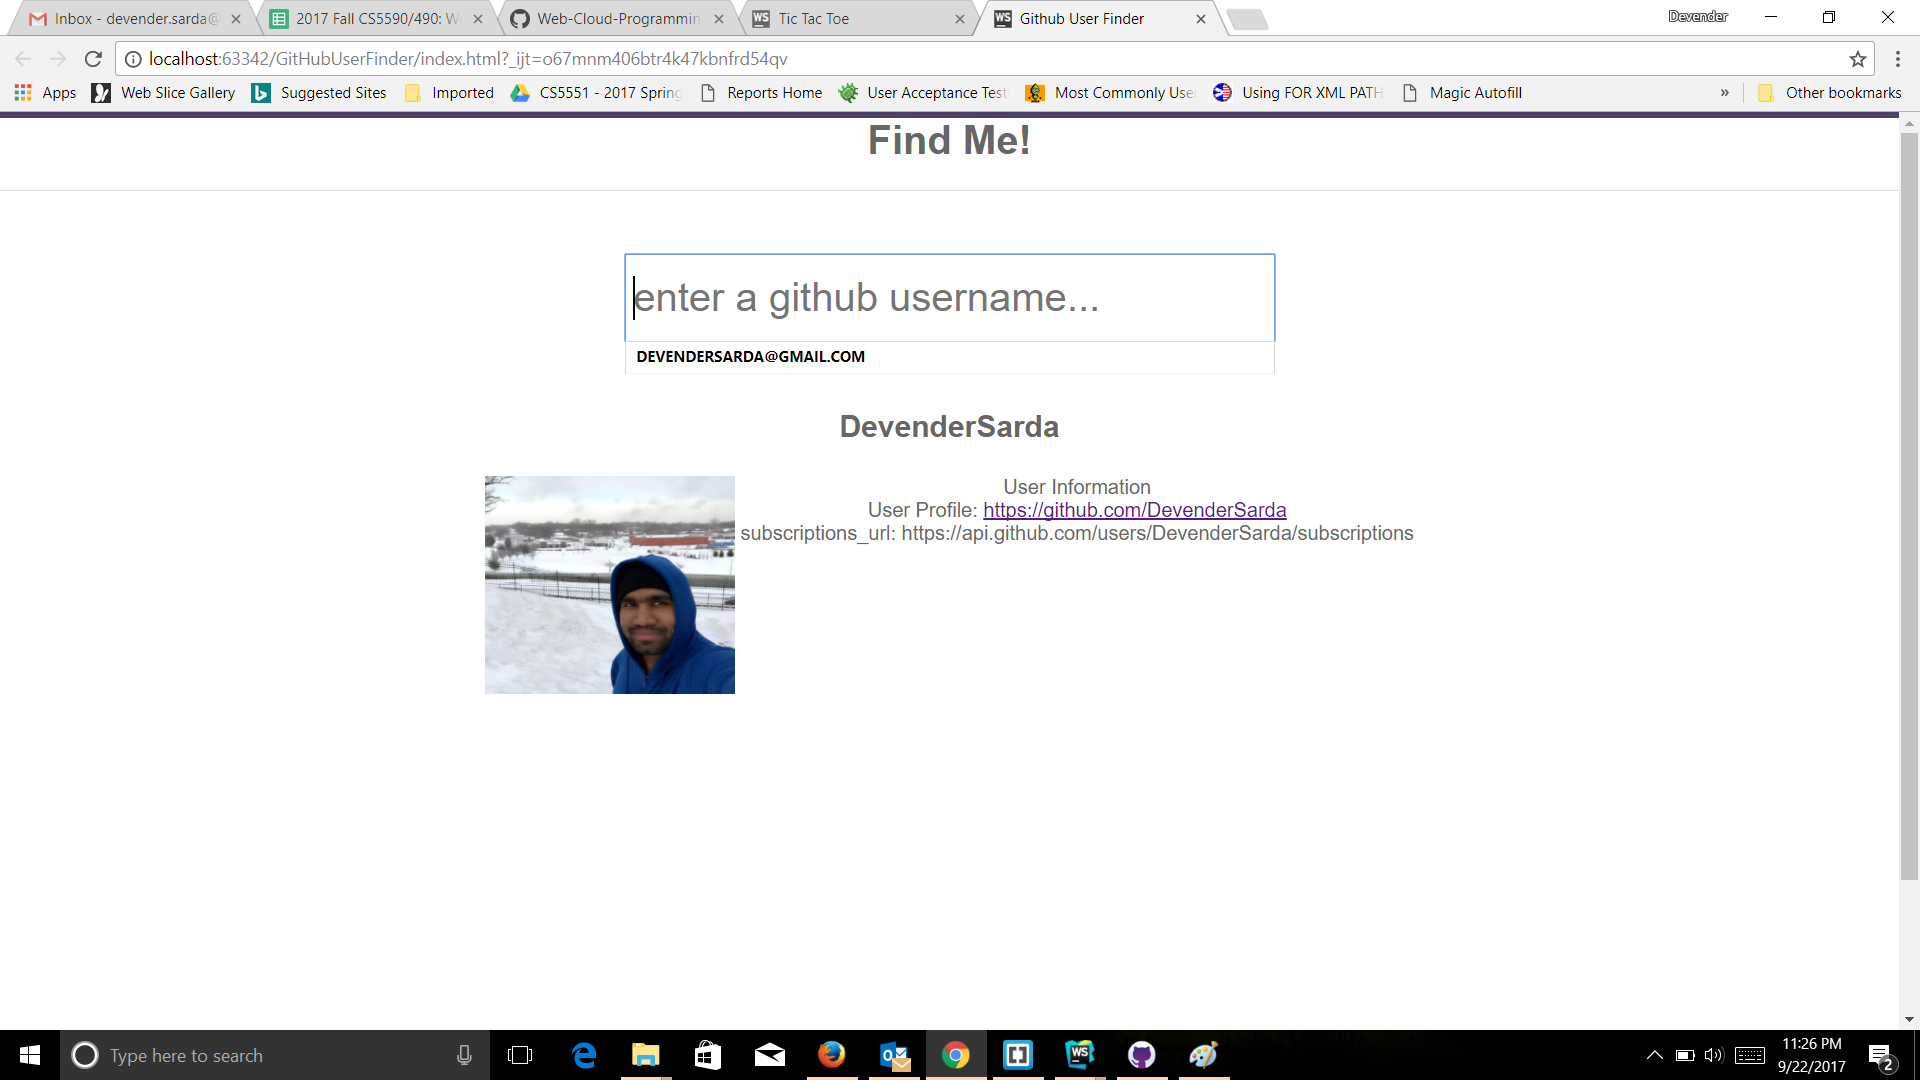 Inbox - devender.sarda@
2017 Fall CS5590/490: W
Web-Cloud-Programmin
Tic Tac Toe
Github User Finder
Devender
localhost:63342/GitHubUserFinder/index.html?_ijt=o67mnm406btr4k47kbnfrd54qv
Apps
Web Slice Gallery
Suggested Sites
Imported
CS5551 - 2017 Spring
Reports Home
User Acceptance Test
Most Commonly Use
Using FOR XML PATH
Magic Autofill
»
Other bookmarks
Find Me!
enter a github username...
DEVENDERSARDA@GMAIL.COM
DevenderSarda
User Information
User Profile: https://github.com/DevenderSarda
subscriptions_url: https://api.github.com/users/DevenderSarda/subscriptions
Type here to search
11:26 PM
9/22/2017
2